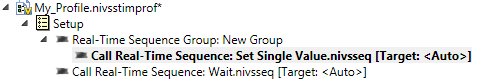 My_Profile.nivsstimprof*
Setup
Real-Time Sequence Group: New Group
Call Real-Time Sequence: Set Single Value.nivsseq [Target: <Auto>]
Call Real-Time Sequence: Wait.nivsseq [Target: <Auto>]